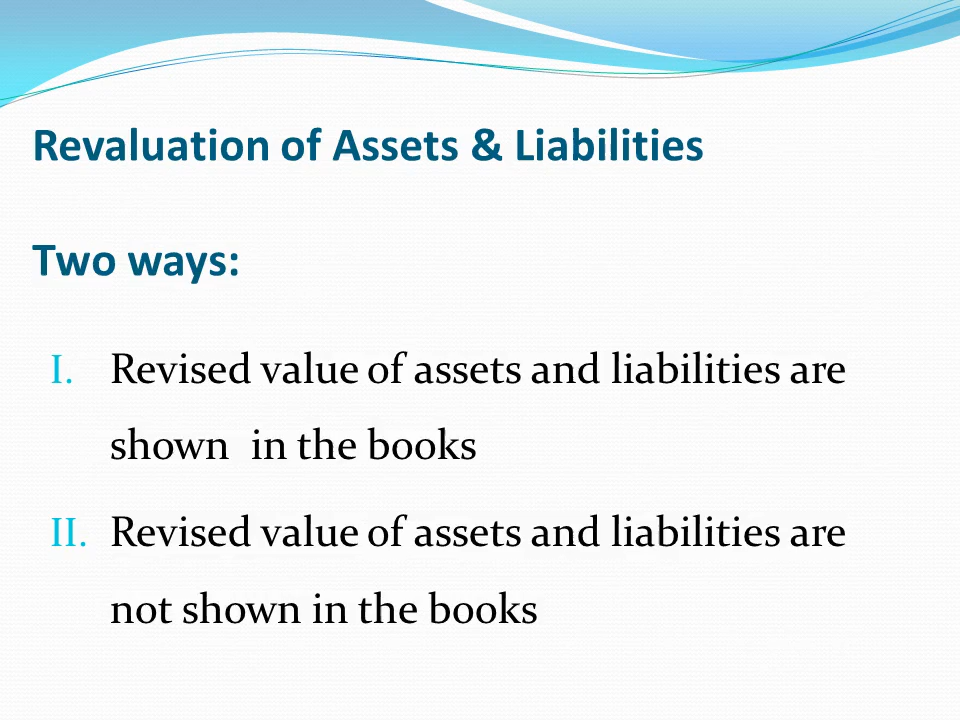 Revaluation of Assets & Liabilities
Two ways:
I. Revised value of assets and liabilities are
shown in the books
II. Revised value of assets and liabilities are
not shown in the books